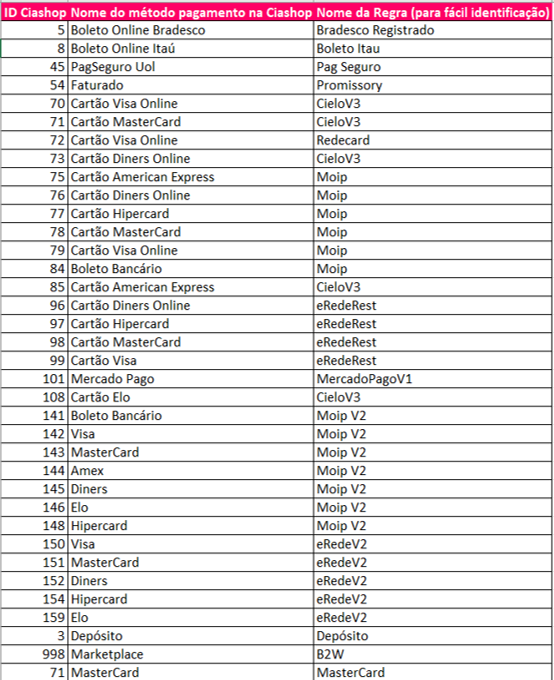 ID Ciashop Nome do método pagamento na Ciashop Nome da Regra (para fácil identificação)
5 Boleto Online Bradesco Bradesco Registrado
8 Boleto Online Itaú Boleto Itau
45 PagSeguro Uol Pag Seguro
54 Faturado Promissory
70 Cartão Visa Online CieloV3
71 Cartão MasterCard CieloV3
72 Cartão Visa Online Redecard
73 Cartão Diners Online CieloV3
75 Cartão American Express Moip
76 Cartão Diners Online Moip
77 Cartão Hipercard Moip
78 Cartão MasterCard Moip
79 Cartão Visa Online Moip
84 Boleto Bancário Moip
85 Cartão American Express CieloV3
96 Cartão Diners Online eRedeRest
97 Cartão Hipercard eRedeRest
98 Cartão MasterCard eRedeRest
99 Cartão Visa eRedeRest
101 Mercado Pago MercadoPagoV1
108 Cartão Elo CieloV3
141 Boleto Bancário Moip V2
142 Visa Moip V2
143 MasterCard Moip V2
144 Amex Moip V2
145 Diners Moip V2
146 Elo Moip V2
148 Hipercard Moip V2
150 Visa eRedeV2
151 MasterCard eRedeV2
152 Diners eRedeV2
154 Hipercard eRedeV2
159 Elo eRedeV2
3 Depósito Depósito
998 Marketplace B2W
71 MasterCard MasterCard